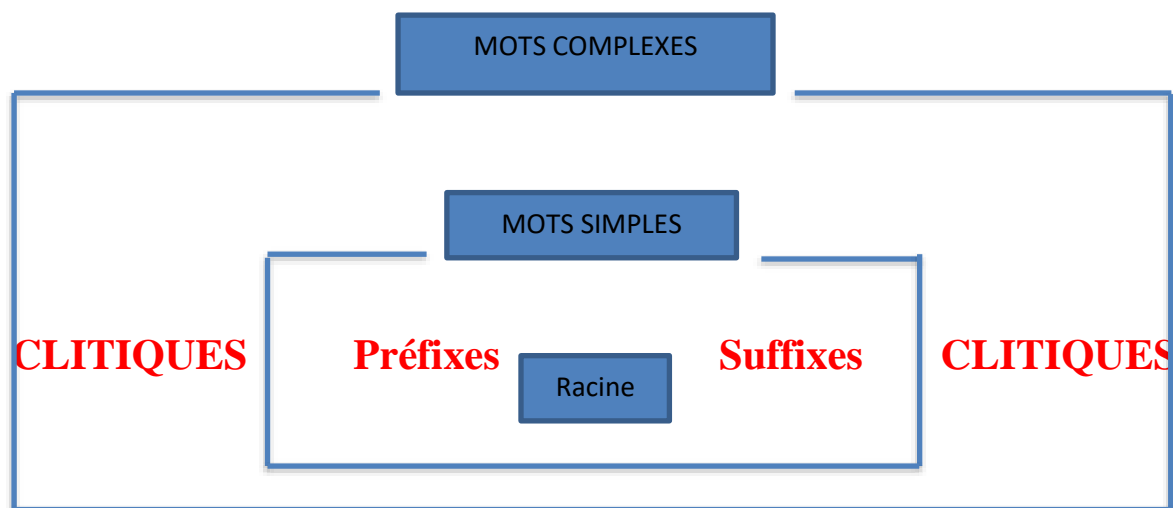 MOTS COMPLEXES
MOTS SIMPLES
CLITIQUES Préfixes Suffixes CLITIQUES
Racine